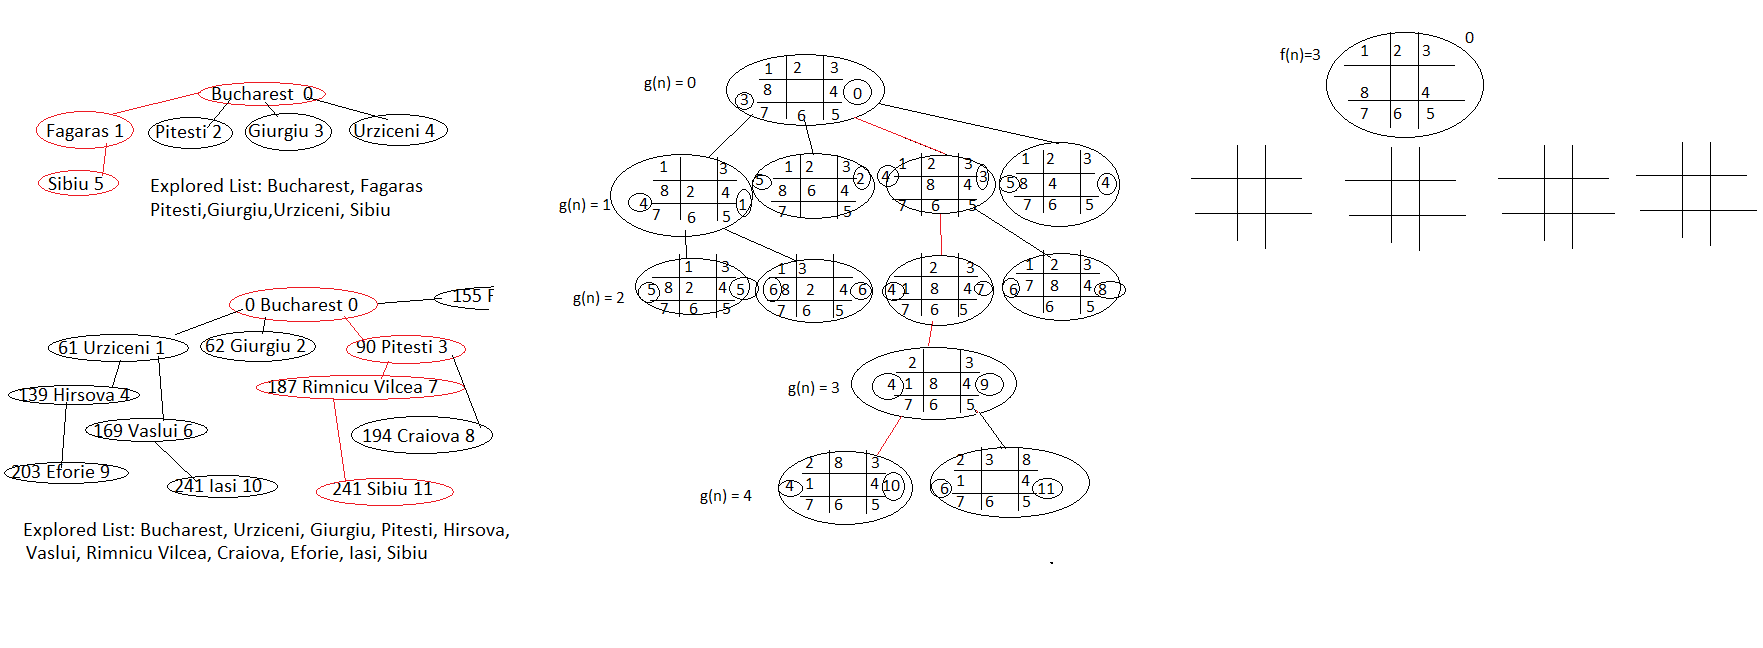 Bucharest 0
Fagaras 1 Pitesti 2 Giurgiu 3 Urziceni 4
Sibiu 5
Explored List: Bucharest, Fagaras
Pitesti,Giurgiu,Urziceni, Sibiu
0 Bucharest 0
155 F
61 Urziceni 1 62 Giurgiu 2 90 Pitesti 3
139 Hirsova 4 187 Rimnicu Vilcea 7
169 Vaslui 6 194 Craiova 8
203 Eforie 9 241 Iasi 10 241 Sibiu 11
Explored List: Bucharest, Urziceni, Giurgiu, Pitesti, Hirsova,
Vaslui, Rimnicu Vilcea, Craiova, Eforie, Iasi, Sibiu
g(n) = 0
1 2 3
8 4
3 0
7 6 5
g(n) = 1
1 3
8 2 4
4 1
7 6 5
1 2 3
5 2
8 6 4
7 5
1 2 3
4 3
8 4
7 6 5
1 2 3
5 8 4 4
7 6 5
g(n) = 2
1 3
5 8 2 4 5
7 6 5
1 3
6 8 2 4 6
7 6 5
2 3
4 1 8 4 7
7 6 5
1 2 3
6 7 8 4 8
6 5
g(n) = 3
2 3
4 1 8 4 9
7 6 5
g(n) = 4
2 8 3
4 1 4 10
7 6 5
2 3 8
6 1 4 11
7 6 5
f(n)=3
0
1 2 3
8 4
7 6 5